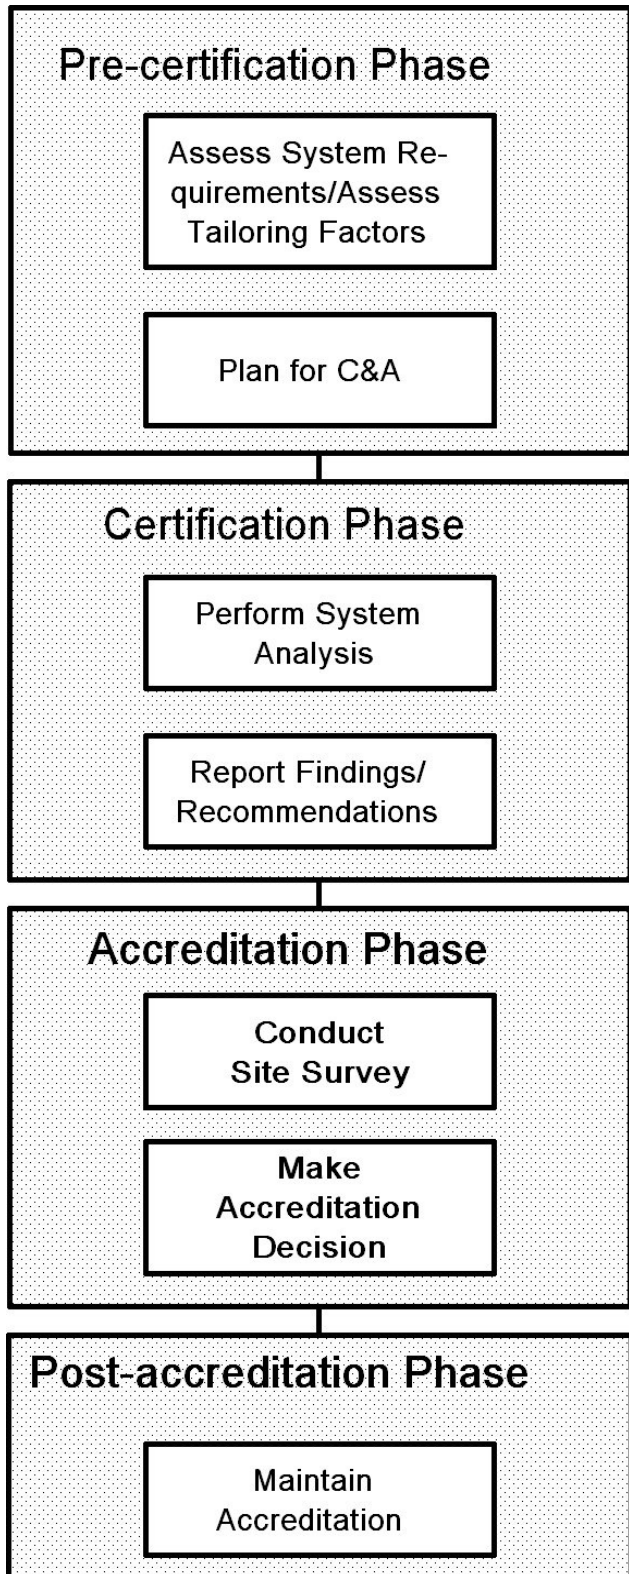 Pre-certification Phase
Assess System Re-
quirements/Assess
Tailoring Factors
Plan for C&A
Certification Phase
Perform System
Analysis
Report Findings/
Recommendations
Accreditation Phase
Conduct
Site Survey
Make
Accreditation
Decision
Post-accreditation Phase
Maintain
Accreditation